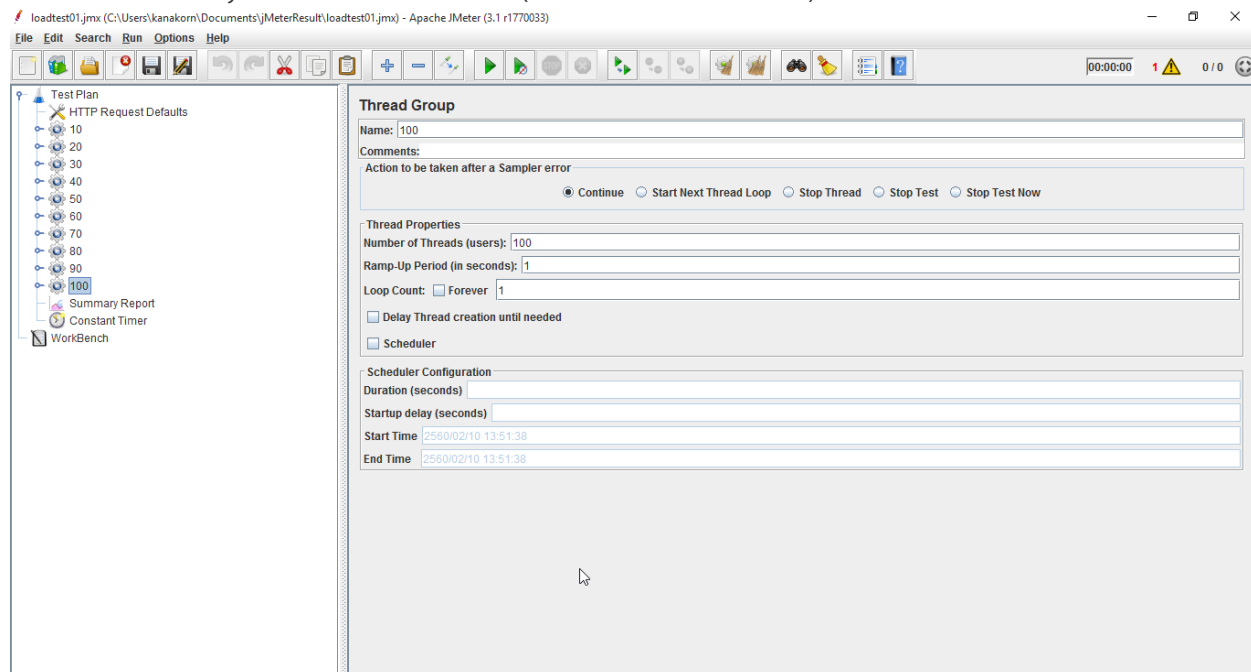 loadtest01.jmx (C:\Users\kanakorn\Documents\jMeterResult\loadtest01.jmx) - Apache JMeter (3.1 r1770033)
File Edit Search Run Options Help
00:00:00 1 0 / 0
Test Plan
HTTP Request Defaults
10
20
30
40
50
60
70
80
90
100
Summary Report
Constant Timer
WorkBench
Thread Group
Name: 100
Comments:
Action to be taken after a Sampler error
Continue Start Next Thread Loop Stop Thread Stop Test Stop Test Now
Thread Properties
Number of Threads (users): 100
Ramp-Up Period (in seconds): 1
Loop Count: Forever 1
Delay Thread creation until needed
Scheduler
Scheduler Configuration
Duration (seconds)
Startup delay (seconds)
Start Time 2560/02/10 13:51:38
End Time 2560/02/10 13:51:38